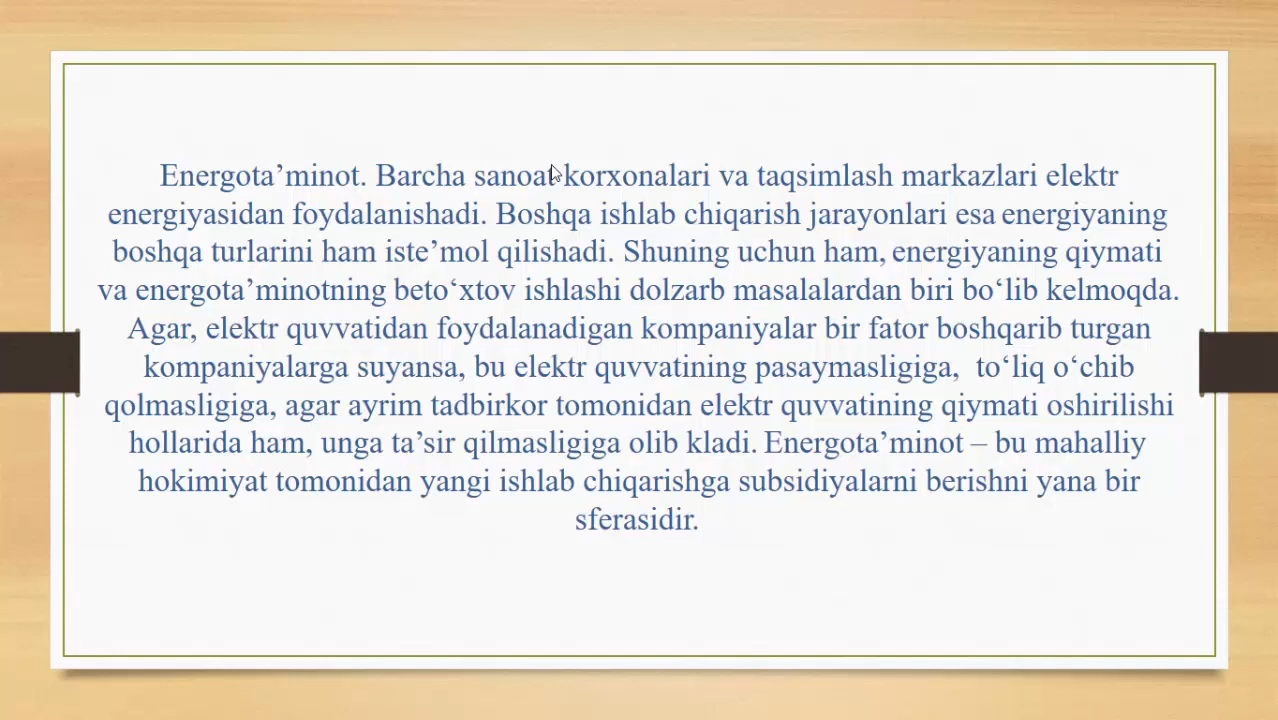 Energota’minot. Barcha sanoat korxonalari va taqsimlash markazlari elektr
energiyasidan foydalanishadi. Boshqa ishlab chiqarish jarayonlari esa energiyaning
boshqa turlarini ham iste’mol qilishadi. Shuning uchun ham, energiyaning qiymati
va energota’minotning beto‘xtov ishlashi dolzarb masalalardan biri bo‘lib kelmoqda.
Agar, elektr quvvatidan foydalanadigan kompaniyalar bir fator boshqarib turgan
kompaniyalarga suyansa, bu elektr quvvatining pasaymasligiga, to‘liq o‘chib
qolmasligiga, agar ayrim tadbirkor tomonidan elektr quvvatining qiymati oshirilishi
hollarida ham, unga ta’sir qilmasligiga olib kladi. Energota’minot – bu mahalliy
hokimiyat tomonidan yangi ishlab chiqarishga subsidiyalarni berishni yana bir
sferasidir.